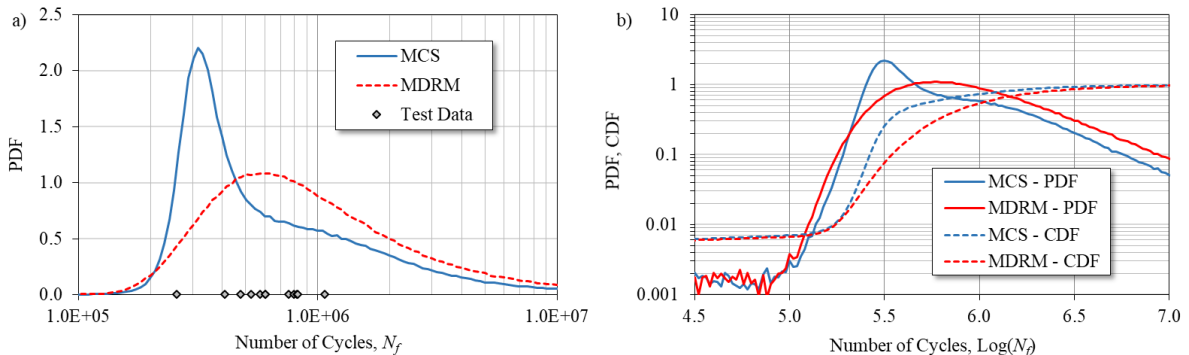 a)
2.5
2.0
1.5
1.0
0.5
0.0
PDF
MCS
MDRM
Test Data
1.0E+05
1.0E+06
1.0E+07
Number of Cycles, Nf
b)
10
1
0.1
0.01
0.001
PDF, CDF
MCS - PDF
MDRM - PDF
MCS - CDF
MDRM - CDF
4.5
5.0
5.5
6.0
6.5
7.0
Number of Cycles, Log(Nf)